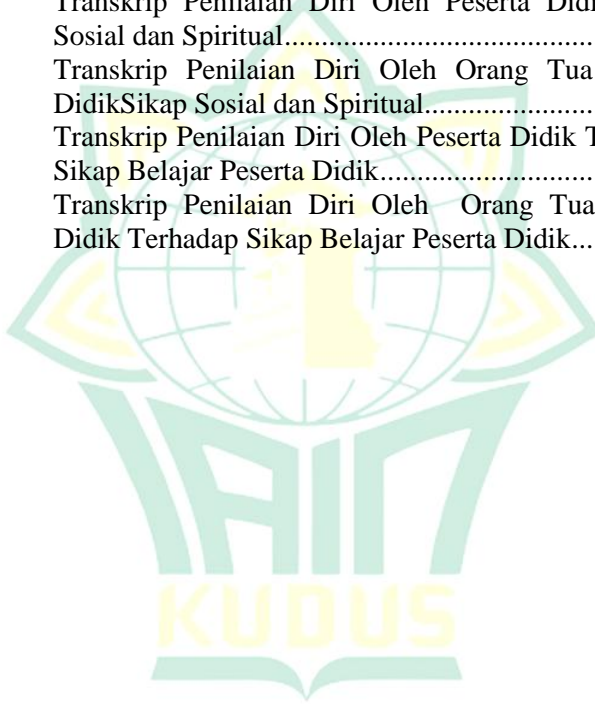 Transkrip Penilaian Diri Oleh Peserta Didi
Sosial dan Spiritual.......................................
Transkrip Penilaian Diri Oleh Orang Tua
DidikSikap Sosial dan Spiritual.....................
Transkrip Penilaian Diri Oleh Peserta Didik T
Sikap Belajar Peserta Didik...........................
Transkrip Penilaian Diri Oleh Orang Tua
Didik Terhadap Sikap Belajar Peserta Didik...
IAIN
KUDUS